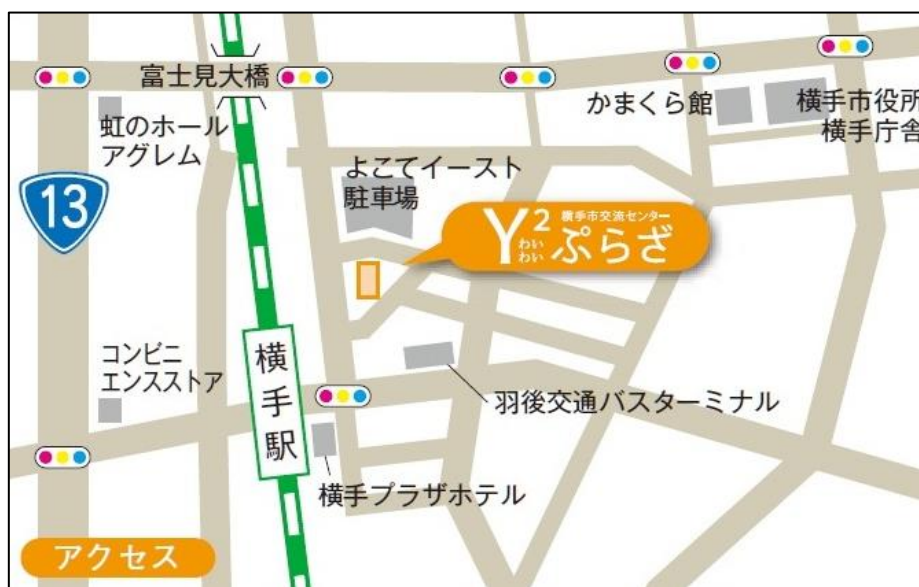 富士見大橋
虹のホール
アグレム
かまくら館
横手市役所
横手庁舎
よこてイースト
駐車場
13
Y2
わい
わい
横手市交流センター
ぷらざ
コンビニ
エンスストア
横手駅
羽後交通バスターミナル
横手プラザホテル
アクセス